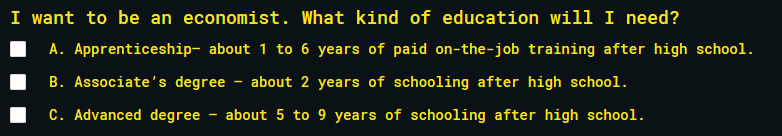 I want to be an economist. What kind of education will I need?
A. Apprenticeship– about 1 to 6 years of paid on-the-job training after high school.
B. Associate's degree – about 2 years of schooling after high school.
C. Advanced degree – about 5 to 9 years of schooling after high school.